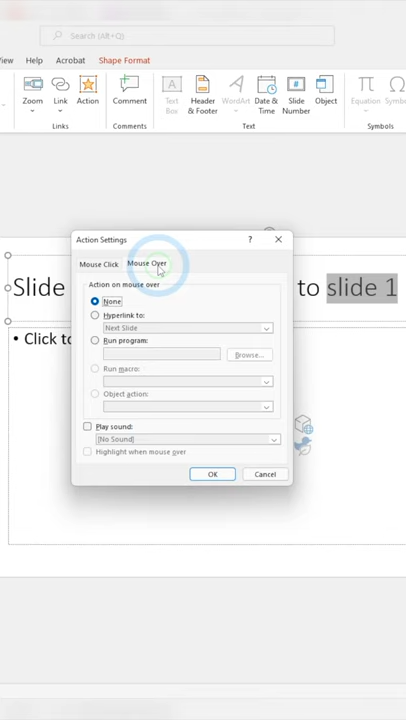 Search (Alt+Q)
View Help Acrobat Shape Format
Zoom Link Action Comment Text Box Header & Footer WordArt Date & Time Slide Number Object Equation
Links Comments Text Symbols
Action Settings ?
Mouse Click Mouse Over
Slide to slide 1
Action on mouse over
None
Hyperlink to:
Next Slide
• Click to
Run program:
Browse...
Run macro:
Object action:
Play sound:
[No Sound]
Highlight when mouse over
OK Cancel